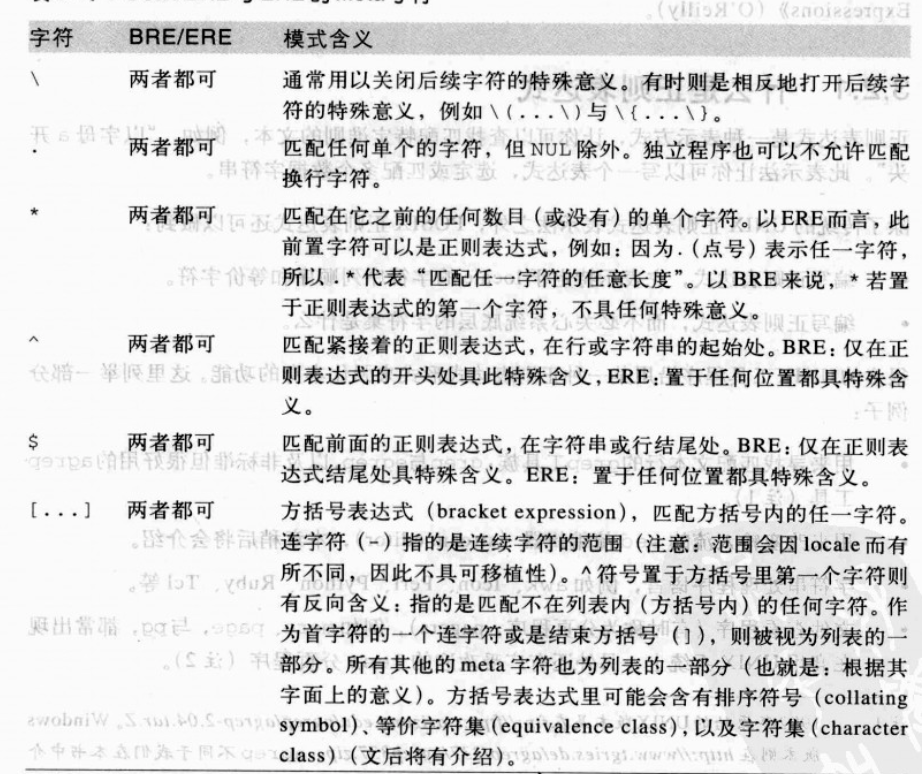 字符 BRE/ERE 模式含义
\ 两者都可 通常用以关闭后续字符的特殊意义。有时则是相反地打开后续字
符的特殊意义，例如 \(...\)与\{...\}。
. 两者都可 匹配任何单个的字符，但 NUL 除外。独立程序也可以不允许匹配
换行字符。
* 两者都可 匹配在它之前的任何数目（或没有）的单个字符。以 ERE 而言，此
前置字符可以是正则表达式，例如：因为.（点号）表示任一字符，
所以 .* 代表“匹配任一字符的任意长度”。以 BRE 来说，* 若置
于正则表达式的第一个字符，不具任何特殊意义。
^ 两者都可 匹配紧接着的正则表达式，在行或字符串的起始处。BRE：仅在正
则表达式的开头处具此特殊含义，ERE：置于任何位置都具特殊含
义。
$ 两者都可 匹配前面的正则表达式，在字符串或行结尾处。BRE：仅在正则表
达式结尾处具特殊含义。ERE：置于任何位置都具特殊含义。
[...] 两者都可 方括号表达式（bracket expression），匹配方括号内的任一字符。
连字符（-）指的是连续字符的范围（注意：范围会因 locale 而有
所不同，因此不具可移植性）。^ 符号置于方括号里第一个字符则
有反向含义：指的是匹配不在列表内（方括号内）的任何字符。作
为首字符的一个连字符或是结束方括号（]），则被视为列表的一
部分。所有其他的 meta 字符也为列表的一部分（也就是：根据其
字面上的意义）。方括号表达式里可能会含有排序符号（collating
symbol）、等价字符集（equivalence class），以及字符集（character
class）（文后将有介绍）。